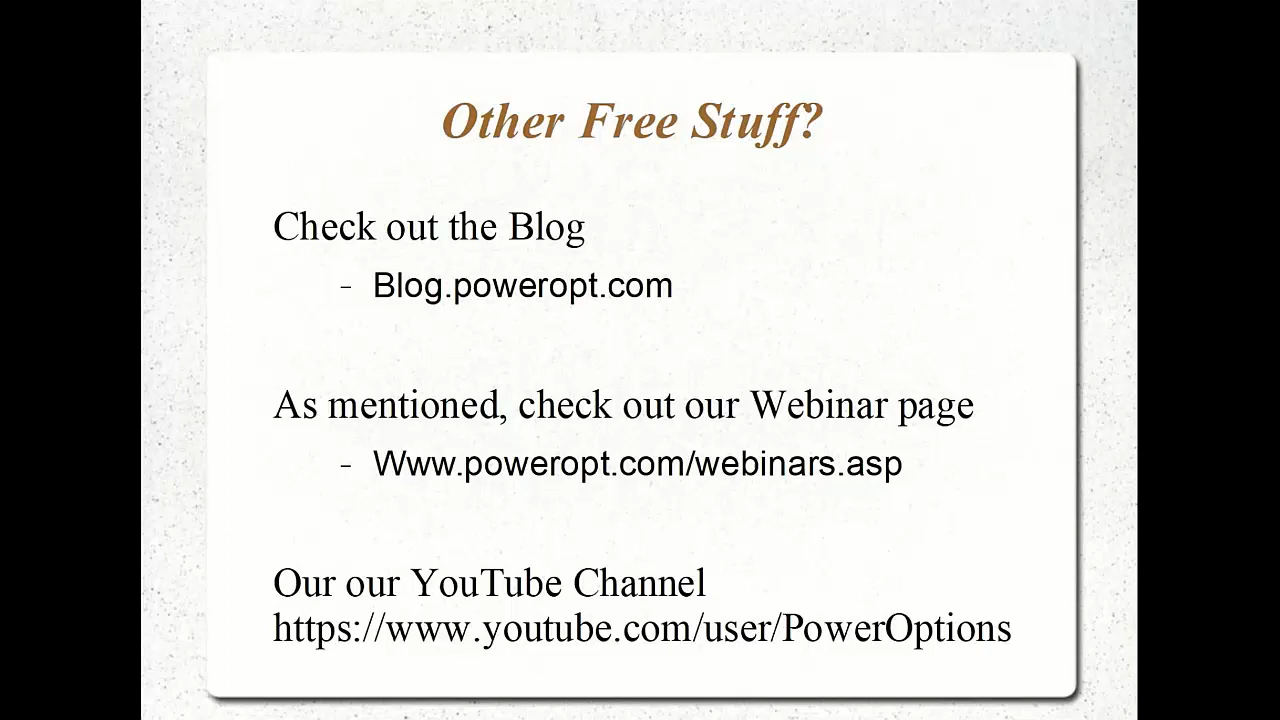 Other Free Stuff?
Check out the Blog
– Blog.poweropt.com
As mentioned, check out our Webinar page
– Www.poweropt.com/webinars.asp
Our our YouTube Channel
https://www.youtube.com/user/PowerOptions